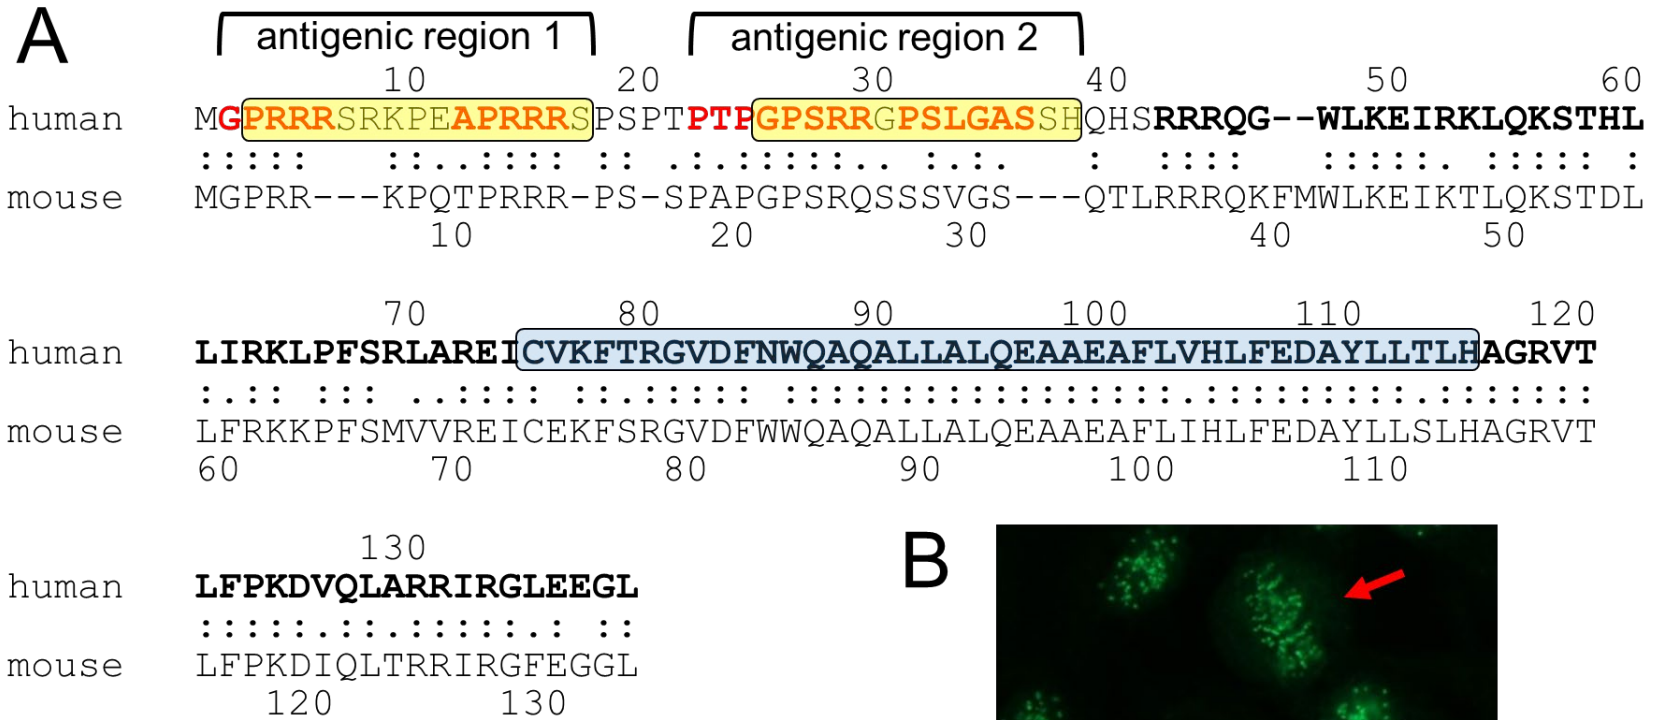 A
antigenic region 1 antigenic region 2
10 20 30 40 50 60
human MGPRRRSRKPEAPRRRSPSPTPTPGPSRRGPSLGASSHQHSRRRQG--WLKEIRKLQKSTHL
::::: ::..:::: :: .:.:::::.. :.:. : :::: :::::. ::::: :
mouse MGPRR---KPQTPRRR-PS-SPAPGPSRQSSSVGS---QTLRRRQKFMWLKEIKTLQKSTDL
10 20 30 40 50
70 80 90 100 110 120
human LIRKLPFSRLAREICVKFTRGVDFNWQAQALLALQEAAEAFLVHLFEDAYLLTLHAGRVT
:.:: ::: ..:::: ::.::::: ::::::::::::::::.:::::::::.:::::::
mouse LFRKKPFSMVVREICEKFSRGVDFWWQAQALLALQEAAEAFLIHLFEDAYLLSLHAGRVT
60 70 80 90 100 110
130
human LFPKDVQLARRIRGLEEGL
:::::.::.:::::.: ::
mouse LFPKDIQLTRRIRGFEGGL
120 130
B